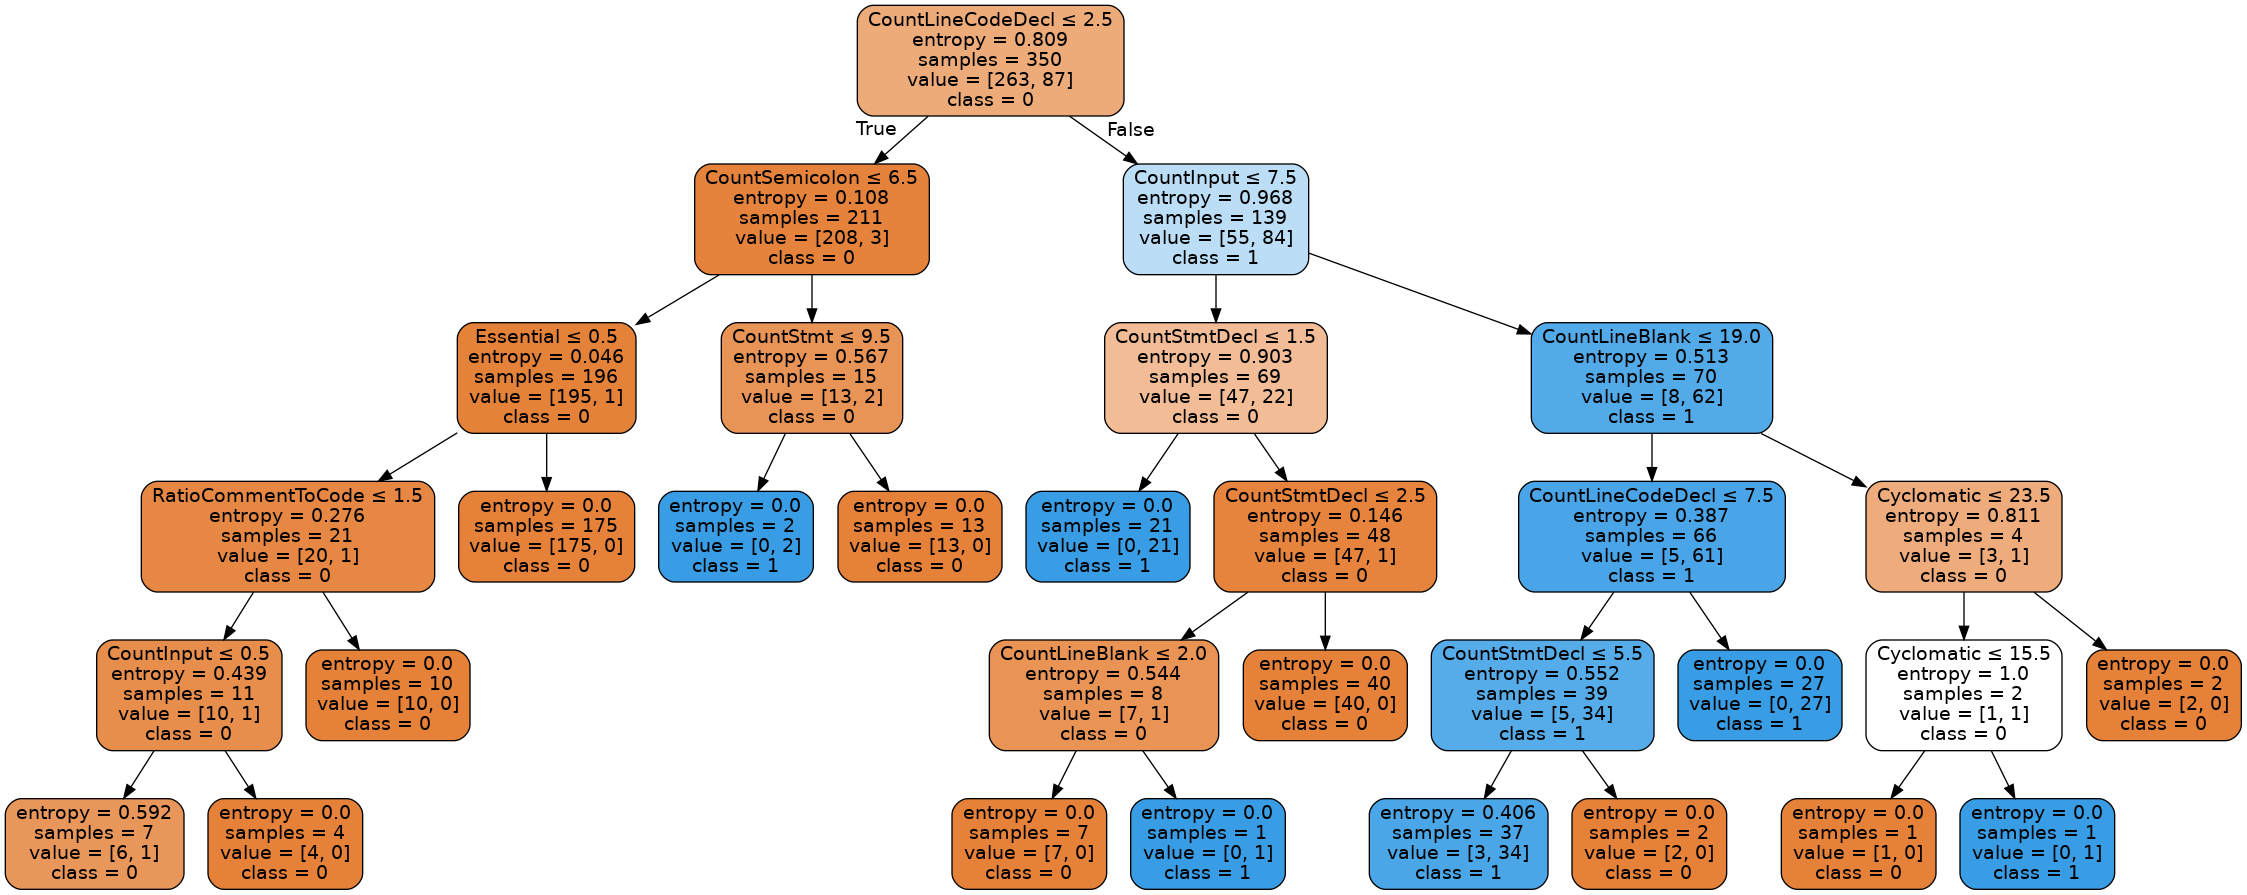 CountLineCodeDecl ≤ 2.5
entropy = 0.809
samples = 350
value = [263, 87]
class = 0
True
False
CountSemicolon ≤ 6.5
entropy = 0.108
samples = 211
value = [208, 3]
class = 0
CountInput ≤ 7.5
entropy = 0.968
samples = 139
value = [55, 84]
class = 1
Essential ≤ 0.5
entropy = 0.046
samples = 196
value = [195, 1]
class = 0
CountStmt ≤ 9.5
entropy = 0.567
samples = 15
value = [13, 2]
class = 0
CountStmtDecl ≤ 1.5
entropy = 0.903
samples = 69
value = [47, 22]
class = 0
CountLineBlank ≤ 19.0
entropy = 0.513
samples = 70
value = [8, 62]
class = 1
RatioCommentToCode ≤ 1.5
entropy = 0.276
samples = 21
value = [20, 1]
class = 0
entropy = 0.0
samples = 175
value = [175, 0]
class = 0
entropy = 0.0
samples = 2
value = [0, 2]
class = 1
entropy = 0.0
samples = 13
value = [13, 0]
class = 0
entropy = 0.0
samples = 21
value = [0, 21]
class = 1
CountStmtDecl ≤ 2.5
entropy = 0.146
samples = 48
value = [47, 1]
class = 0
CountLineCodeDecl ≤ 7.5
entropy = 0.387
samples = 66
value = [5, 61]
class = 1
Cyclomatic ≤ 23.5
entropy = 0.811
samples = 4
value = [3, 1]
class = 0
CountInput ≤ 0.5
entropy = 0.439
samples = 11
value = [10, 1]
class = 0
entropy = 0.0
samples = 10
value = [10, 0]
class = 0
CountLineBlank ≤ 2.0
entropy = 0.544
samples = 8
value = [7, 1]
class = 0
entropy = 0.0
samples = 40
value = [40, 0]
class = 0
CountStmtDecl ≤ 5.5
entropy = 0.552
samples = 39
value = [5, 34]
class = 1
entropy = 0.0
samples = 27
value = [0, 27]
class = 1
Cyclomatic ≤ 15.5
entropy = 1.0
samples = 2
value = [1, 1]
class = 0
entropy = 0.0
samples = 2
value = [2, 0]
class = 0
entropy = 0.592
samples = 7
value = [6, 1]
class = 0
entropy = 0.0
samples = 4
value = [4, 0]
class = 0
entropy = 0.0
samples = 7
value = [7, 0]
class = 0
entropy = 0.0
samples = 1
value = [0, 1]
class = 1
entropy = 0.406
samples = 37
value = [3, 34]
class = 1
entropy = 0.0
samples = 2
value = [2, 0]
class = 0
entropy = 0.0
samples = 1
value = [1, 0]
class = 0
entropy = 0.0
samples = 1
value = [0, 1]
class = 1